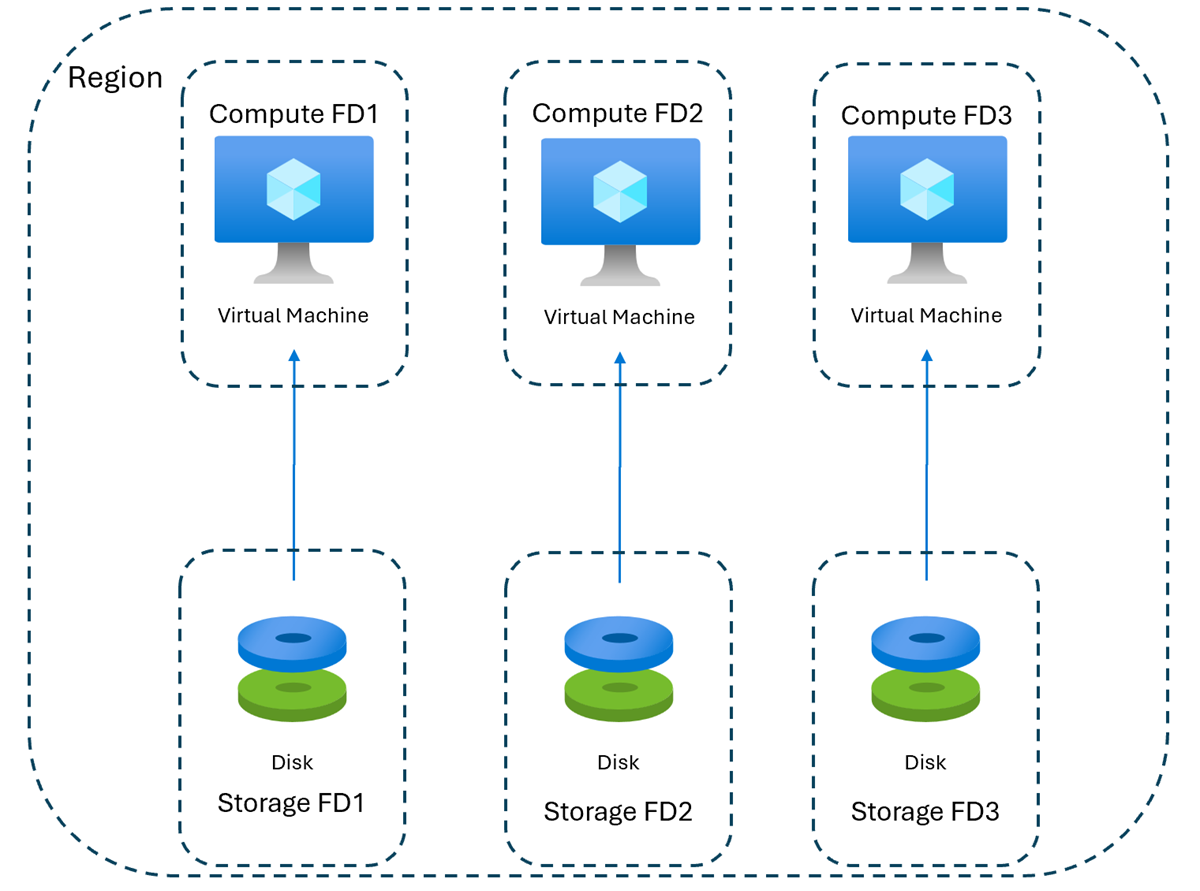 Region
Compute FD1
Compute FD2
Compute FD3
Virtual Machine
Virtual Machine
Virtual Machine
Disk
Disk
Disk
Storage FD1
Storage FD2
Storage FD3